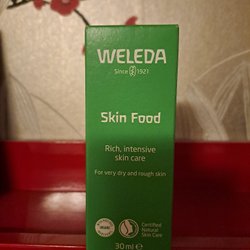 WELEDA
Since 1921
Skin Food
Rich, intensive
skin care
For very dry and rough skin
Certified
Natural
Skin Care
30 ml e